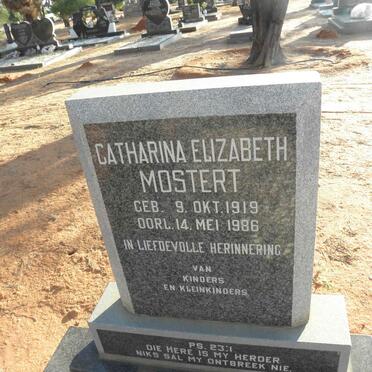 CATHARINA ELIZABETH
MOSTERT
GEB. 9. OKT. 1919
OORL. 14. MEI 1986
IN LIEFDEVOLLE HERINNERING
VAN
KINDERS
EN KLEINKINDERS
PS. 23:1
DIE HERE IS MY HERDER
NIKS SAL MY ONTBREEK NIE.